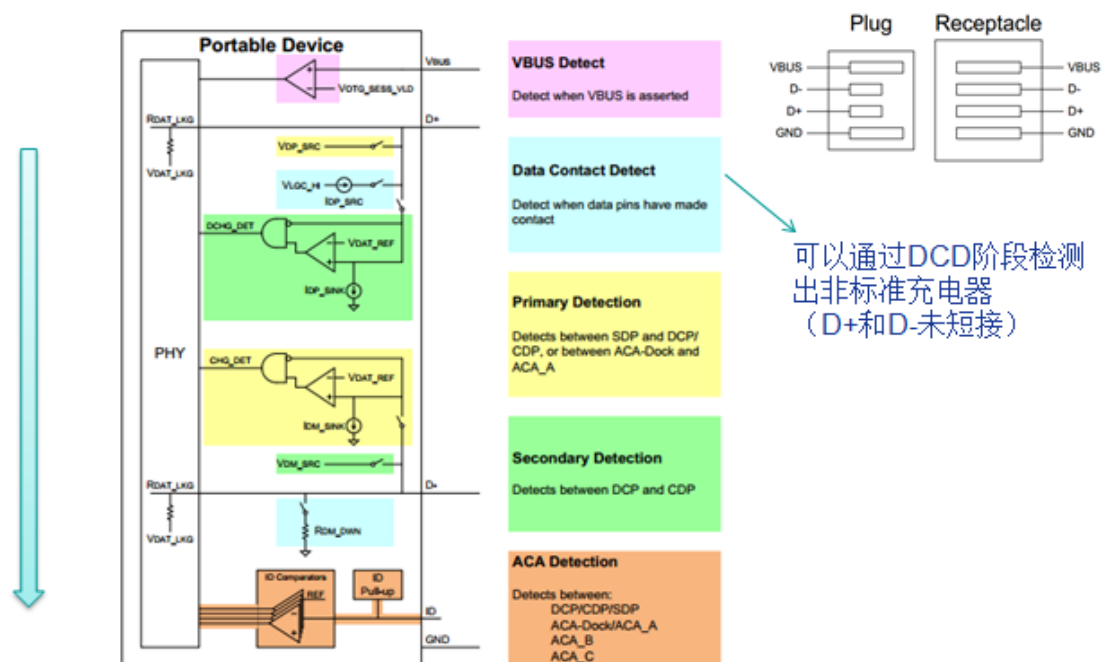 Portable Device
VBUS
VOTG_SESS_VLD
RDAT_LKG
D+
VDAT_LKG
VDP_SRC
VLGC_HI
IDP_SRC
DCHG_DET
VDAT_REF
IDP_SINK
PHY
CHG_DET
VDAT_REF
IDM_SINK
VDM_SRC
RDAT_LKG
D-
VDAT_LKG
RDM_DWN
ID Comparators
REF
ID
Pull-up
ID
GND
VBUS Detect
Detect when VBUS is asserted
Data Contact Detect
Detect when data pins have made
contact
Primary Detection
Detects between SDP and DCP/
CDP, or between ACA-Dock and
ACA_A
Secondary Detection
Detects between DCP and CDP
ACA Detection
Detects between:
DCP/CDP/SDP
ACA-Dock/ACA_A
ACA_B
ACA_C
Plug
Receptacle
VBUS
D-
D+
GND
VBUS
D-
D+
GND
可以通过DCD阶段检测
出非标准充电器
（D+和D-未短接）